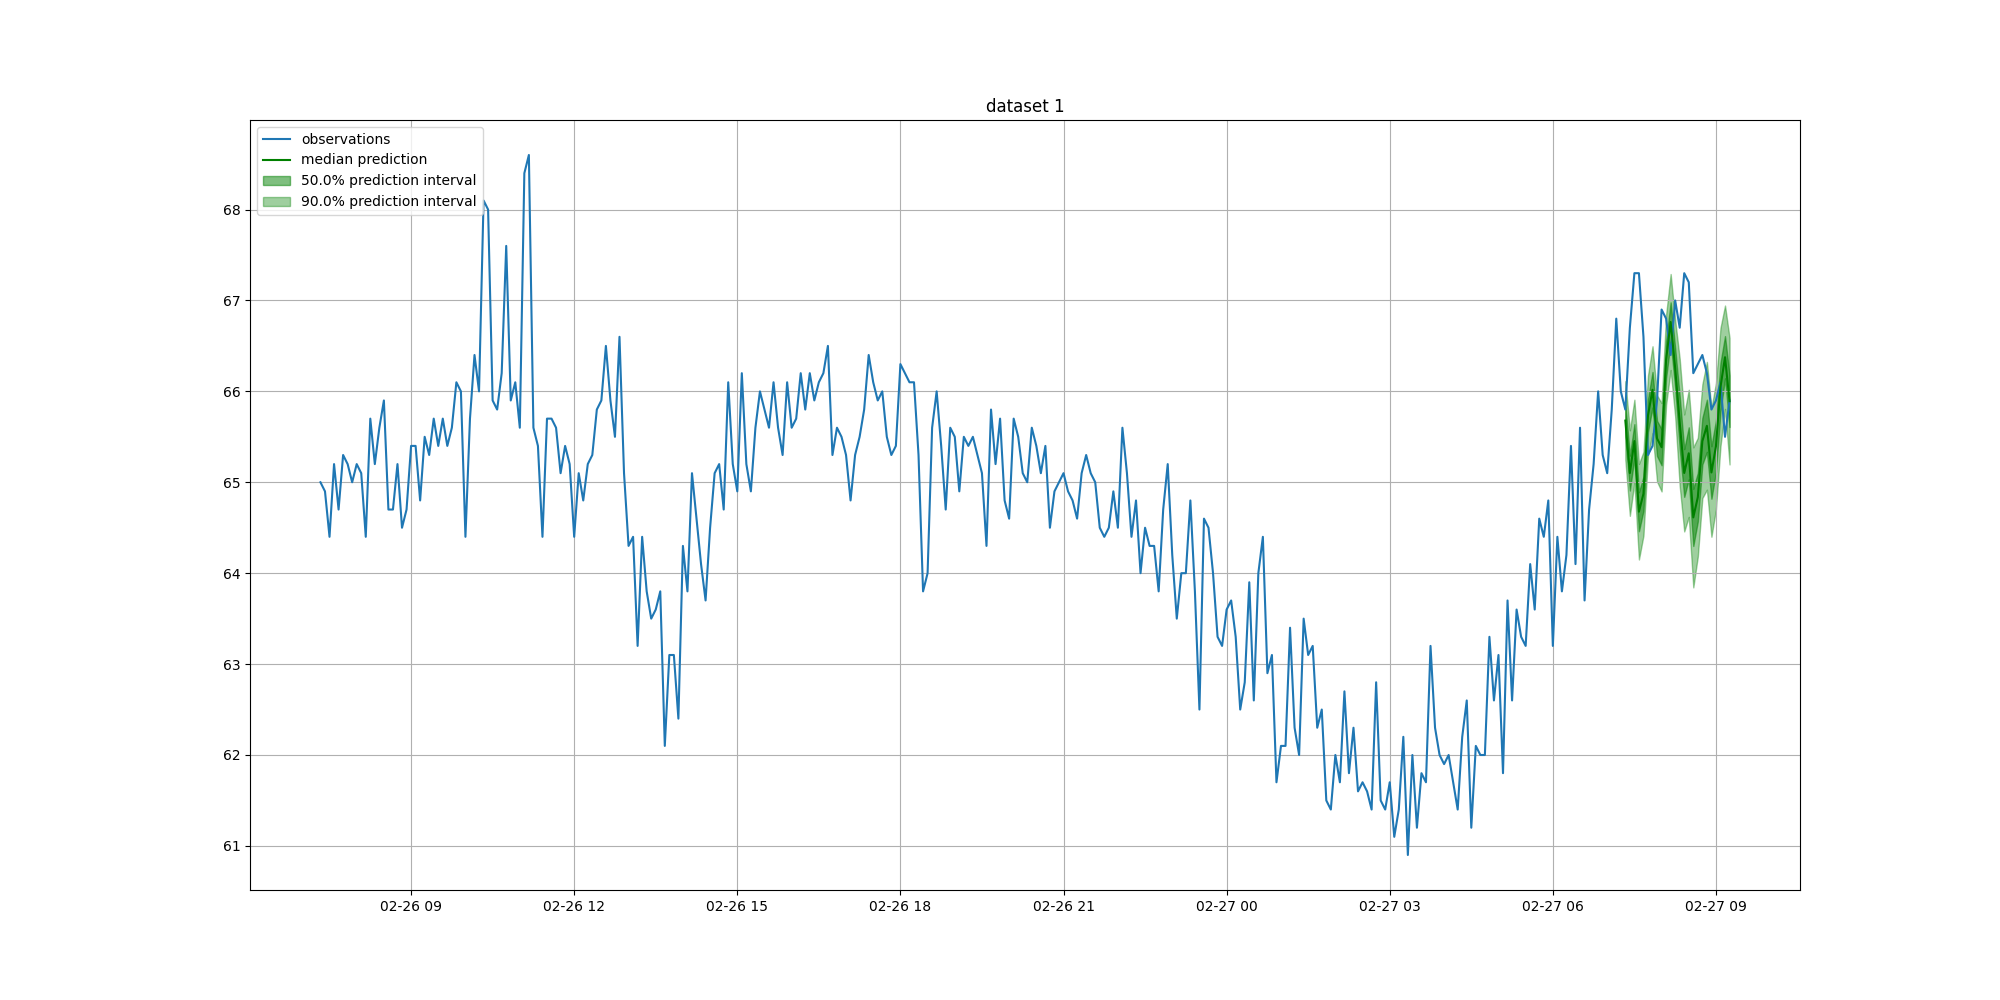 dataset 1
observations
median prediction
50.0% prediction interval
90.0% prediction interval
68
67
66
65
64
63
62
61
02-26 09 02-26 12 02-26 15 02-26 18 02-26 21 02-27 00 02-27 03 02-27 06 02-27 09